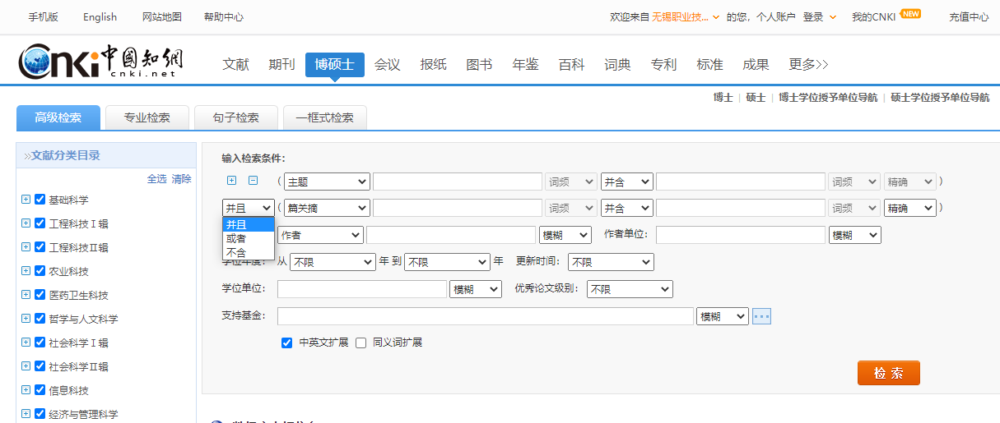 手机版 English 网站地图 帮助中心 欢迎来自 无锡职业技... 的您, 个人账户 登录 我的CNKI NEW 充值中心
Cnki 中国知網 cnki.net
文献 期刊 博硕士 会议 报纸 图书 年鉴 百科 词典 专利 标准 成果 更多>>
博士 | 硕士 | 博士学位授予单位导航 | 硕士学位授予单位导航
高级检索 专业检索 句子检索 一框式检索
文献分类目录
全选 清除
基础科学
工程科技Ⅰ辑
工程科技Ⅱ辑
农业科技
医药卫生科技
哲学与人文科学
社会科学Ⅰ辑
社会科学Ⅱ辑
信息科技
经济与管理科学
输入检索条件:
( 主题 词频 并含 词频 精确 )
并且 ( 篇关摘 词频 并含 词频 精确 )
并且
或者
不含
作者 模糊 作者单位: 模糊
学位年度: 从 不限 年 到 不限 年 更新时间: 不限
学位单位: 模糊 优秀论文级别: 不限
支持基金: 模糊
中英文扩展 同义词扩展
检索